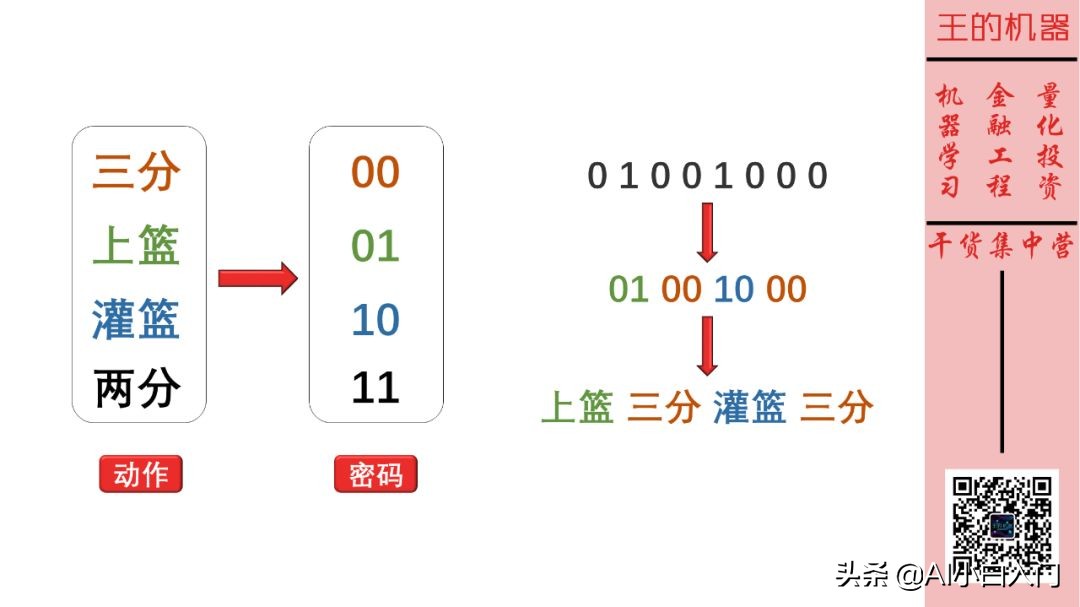 三分
上篮
灌篮
两分
动作
00
01
10
11
密码
0 1 0 0 1 0 0 0
01 00 10 00
上篮 三分 灌篮 三分
王的机器
机器学习
金融工程
量化投资
干货集中营
头条 @AI小白入门